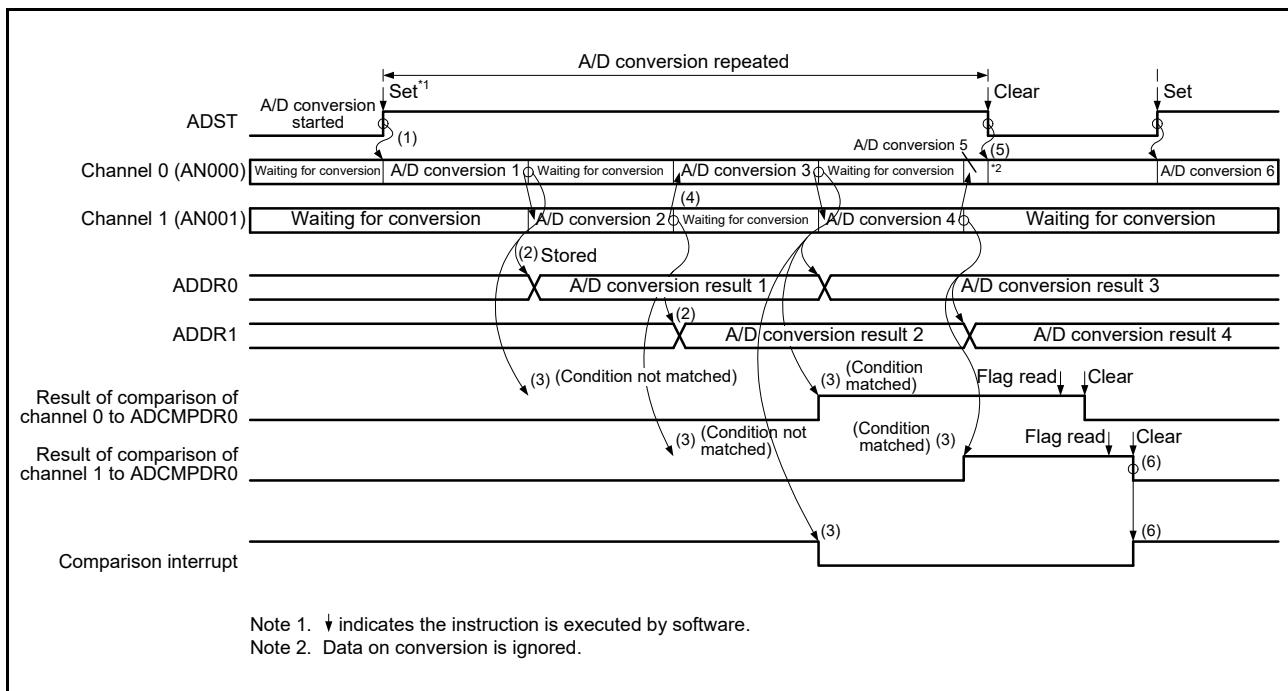 A/D conversion repeated
Set*1
Clear
Set
A/D conversion
started
ADST
(1)
A/D conversion 5
(5)
Channel 0 (AN000)
Waiting for conversion
A/D conversion 1
Waiting for conversion
A/D conversion 3
Waiting for conversion
*2
A/D conversion 6
(4)
Channel 1 (AN001)
Waiting for conversion
A/D conversion 2
Waiting for conversion
A/D conversion 4
Waiting for conversion
(2) Stored
ADDR0
A/D conversion result 1
A/D conversion result 3
(2)
ADDR1
A/D conversion result 2
A/D conversion result 4
(3) (Condition not matched)
(3) (Condition
matched)
Flag read
Clear
Result of comparison of
channel 0 to ADCMPDR0
(3) (Condition not
matched)
(Condition
matched) (3)
Flag read
Clear
Result of comparison of
channel 1 to ADCMPDR0
(6)
(3)
(6)
Comparison interrupt
Note 1. indicates the instruction is executed by software.
Note 2. Data on conversion is ignored.